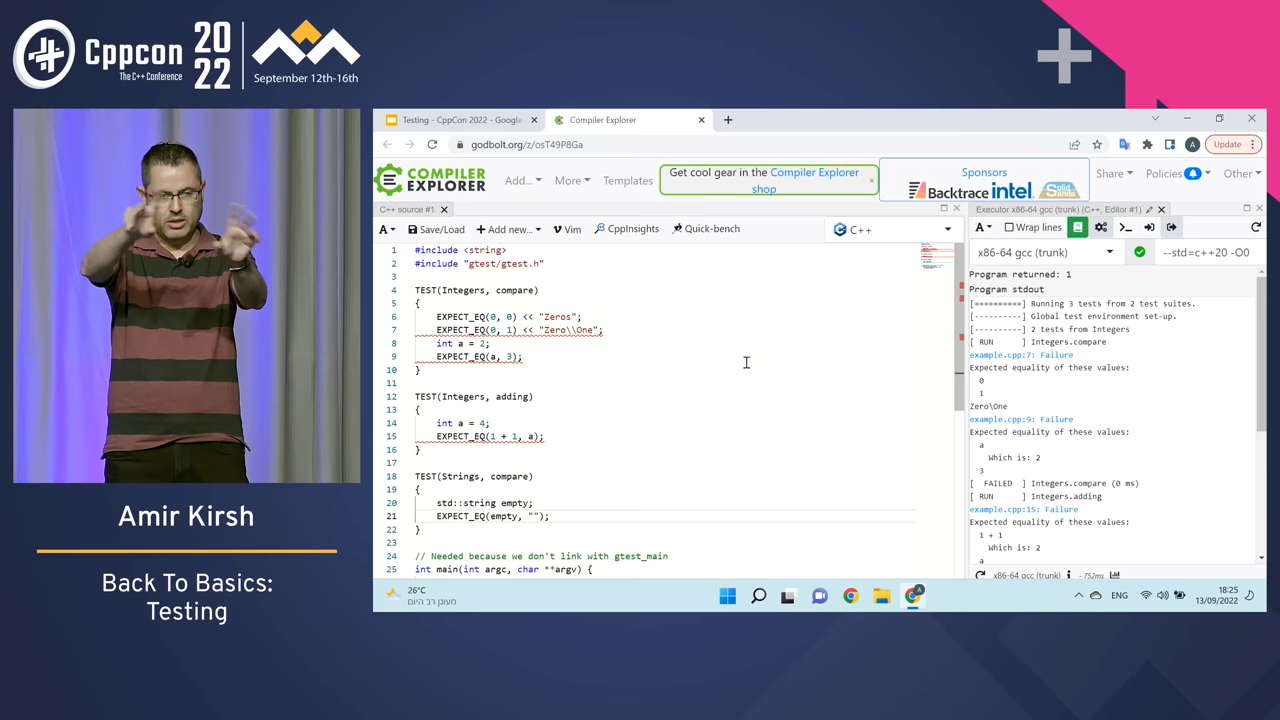 Cppcon
The C++ Conference
20
22
September 12th-16th
Amir Kirsh
Back To Basics:
Testing
Testing - CppCon 2022 - Google
Compiler Explorer
godbolt.org/z/osT49P8Ga
A
Update
COMPILER
EXPLORER
Add...
More
Templates
Get cool gear in the Compiler Explorer
shop
Sponsors
Backtrace
intel
Solid
Sands
Share
Policies
Other
C++ source #1
A
Save/Load
Add new...
Vim
CppInsights
Quick-bench
C++
1 #include <string>
2 #include "gtest/gtest.h"
3
4 TEST(Integers, compare)
5 {
6 EXPECT_EQ(0, 0) << "Zeros";
7 EXPECT_EQ(0, 1) << "Zero\\One";
8 int a = 2;
9 EXPECT_EQ(a, 3);
10 }
11
12 TEST(Integers, adding)
13 {
14 int a = 4;
15 EXPECT_EQ(1 + 1, a);
16 }
17
18 TEST(Strings, compare)
19 {
20 std::string empty;
21 EXPECT_EQ(empty, "");
22 }
23
24 // Needed because we don't link with gtest_main
25 int main(int argc, char **argv) {
Executor x86-64 gcc (trunk) (C++, Editor #1)
A
Wrap lines
x86-64 gcc (trunk)
--std=c++20 -O0
Program returned: 1
Program stdout
[==========] Running 3 tests from 2 test suites.
[----------] Global test environment set-up.
[----------] 2 tests from Integers
[ RUN ] Integers.compare
example.cpp:7: Failure
Expected equality of these values:
0
1
Zero\One
example.cpp:9: Failure
Expected equality of these values:
a
Which is: 2
3
[ FAILED ] Integers.compare (0 ms)
[ RUN ] Integers.adding
example.cpp:15: Failure
Expected equality of these values:
1 + 1
Which is: 2
a
x86-64 gcc (trunk)
- 752ms
26°C
מעונן רב היום
ENG
18:25
13/09/2022